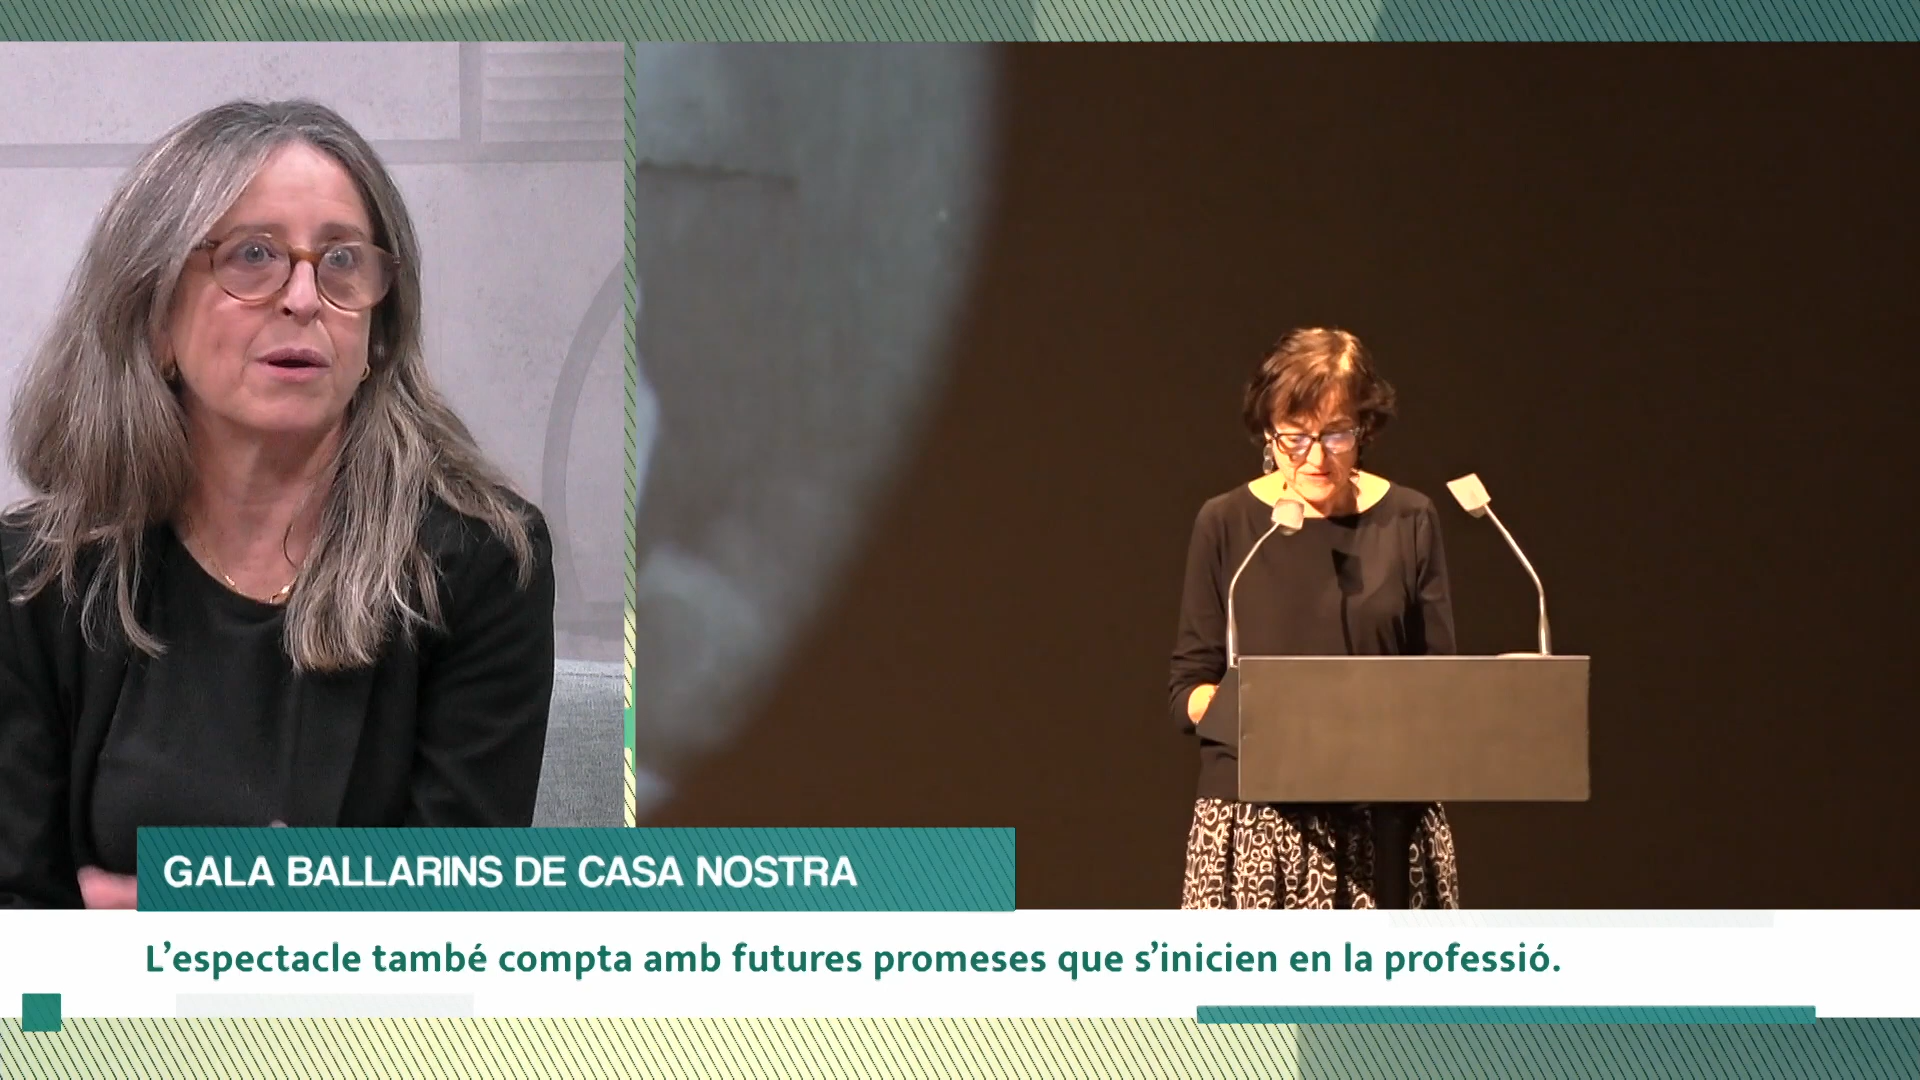 GALA BALLARINS DE CASA NOSTRA
L’espectacle també compta amb futures promeses que s’inicien en la professió.